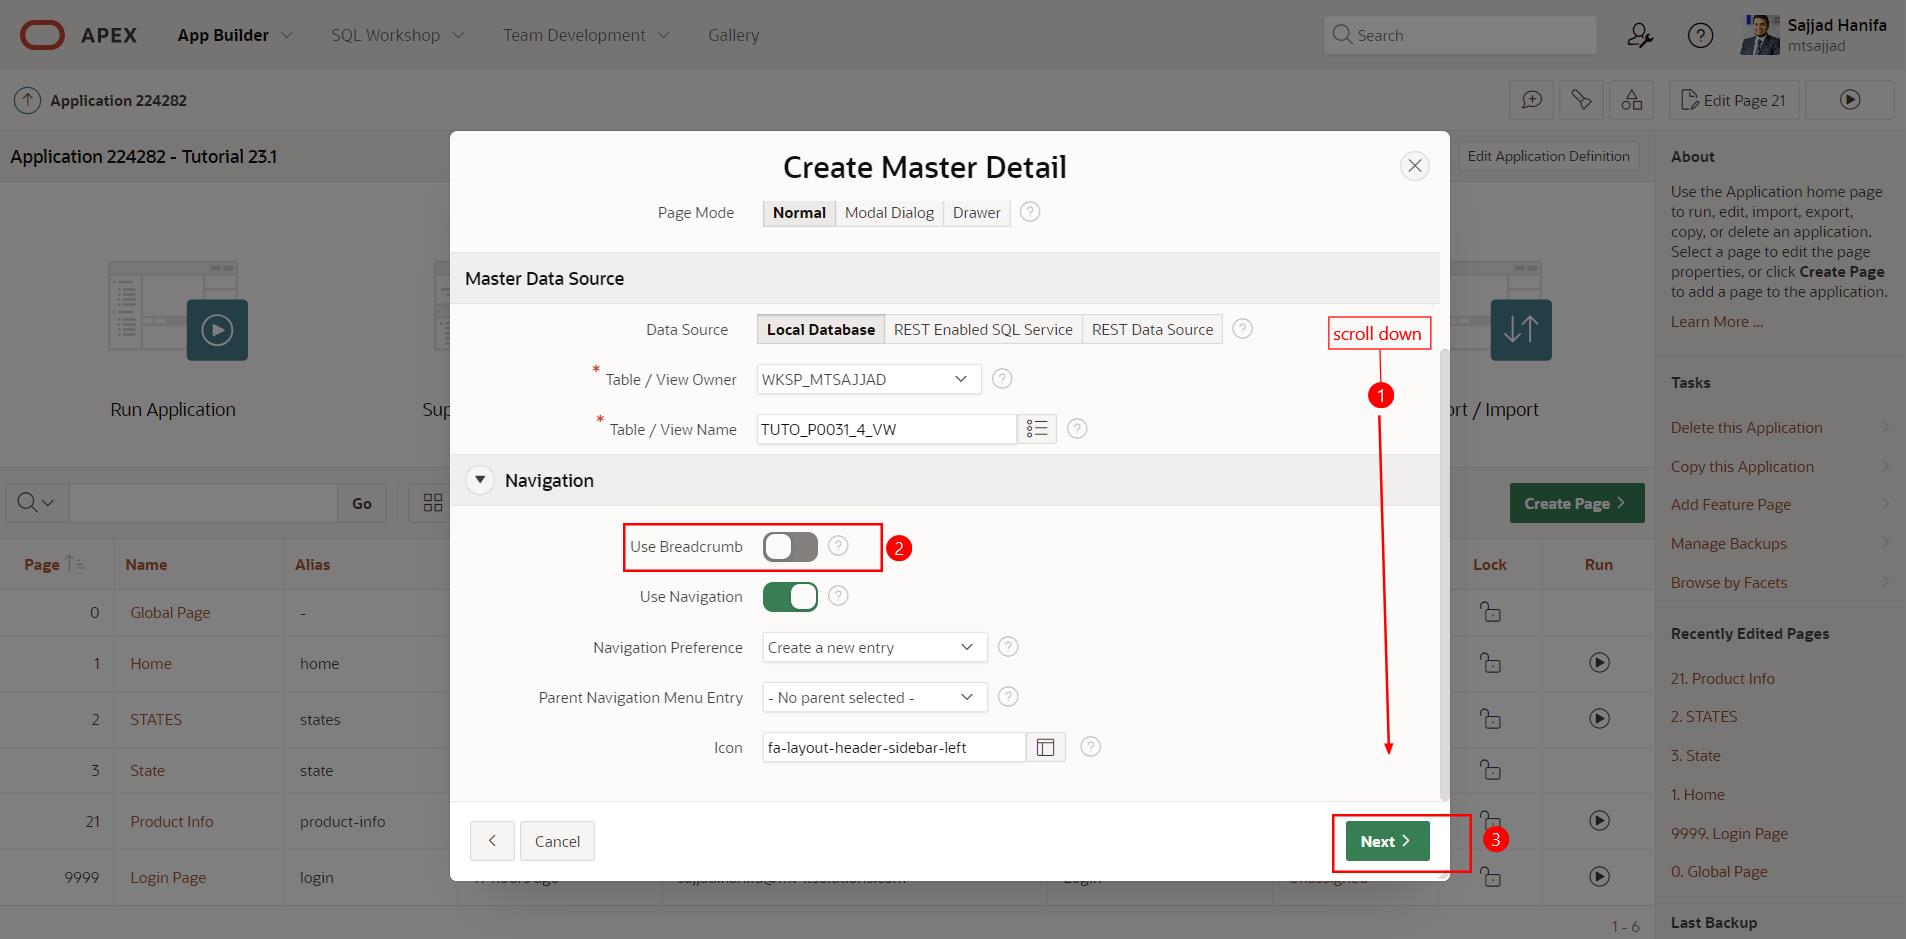 APEX App Builder SQL Workshop Team Development Gallery Search Sajjad Hanifa
mtsajjad
Application 224282 Edit Page 21
Application 224282 - Tutorial 23.1 Edit Application Definition
Run Application
Sup
ort / Import
Go
Create Page
Page Name Alias Lock Run
0 Global Page -
1 Home home
2 STATES states
3 State state
21 Product Info product-info
9999 Login Page login
1 - 6
Create Master Detail
Page Mode Normal Modal Dialog Drawer ?
Master Data Source
Data Source Local Database REST Enabled SQL Service REST Data Source ?
scroll down
1
* Table / View Owner WKSP_MTSAJJAD ?
* Table / View Name TUTO_P0031_4_VW ?
Navigation
Use Breadcrumb ? 2
Use Navigation ?
Navigation Preference Create a new entry ?
Parent Navigation Menu Entry - No parent selected - ?
Icon fa-layout-header-sidebar-left ?
Cancel Next 3
About
Use the Application home page
to run, edit, import, export,
copy, or delete an application.
Select a page to edit the page
properties, or click Create Page
to add a page to the application.
Learn More ...
Tasks
Delete this Application
Copy this Application
Add Feature Page
Manage Backups
Browse by Facets
Recently Edited Pages
21. Product Info
2. STATES
3. State
1. Home
9999. Login Page
0. Global Page
Last Backup